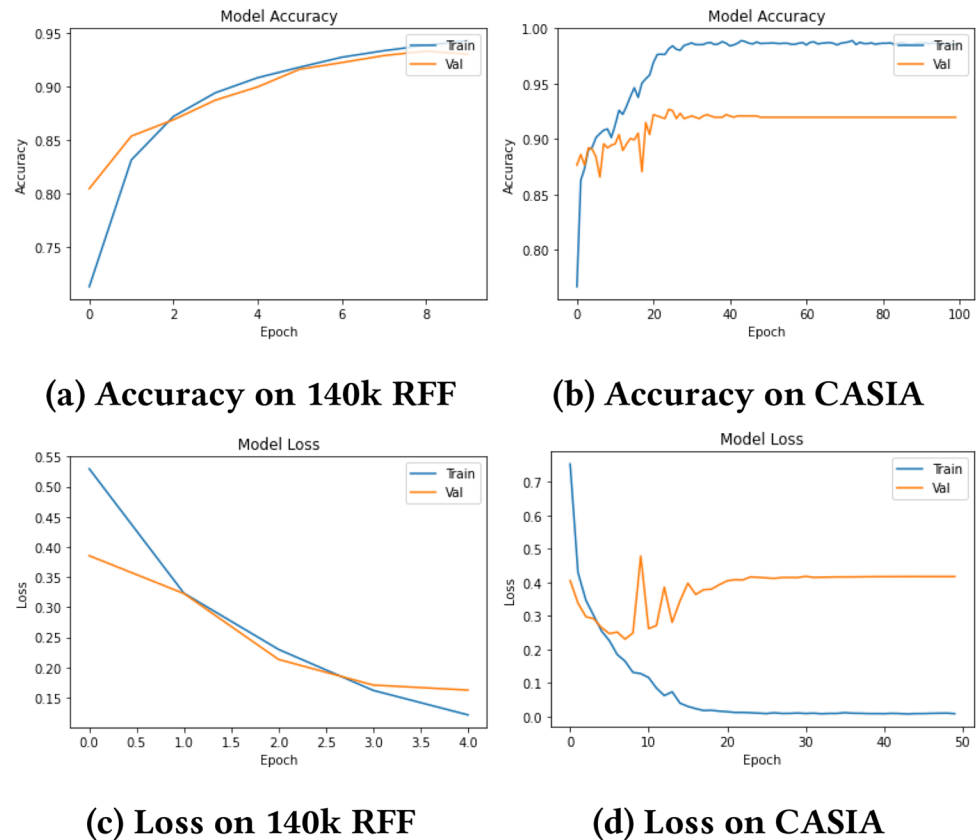 Model Accuracy
0.95
0.90
0.85
0.80
0.75
Accuracy
Train
Val
0 2 4 6 8
Epoch
(a) Accuracy on 140k RFF
Model Accuracy
1.00
0.95
0.90
0.85
0.80
Accuracy
Train
Val
0 20 40 60 80 100
Epoch
(b) Accuracy on CASIA
Model Loss
0.55
0.50
0.45
0.40
0.35
0.30
0.25
0.20
0.15
Loss
Train
Val
0.0 0.5 1.0 1.5 2.0 2.5 3.0 3.5 4.0
Epoch
(c) Loss on 140k RFF
Model Loss
0.7
0.6
0.5
0.4
0.3
0.2
0.1
0.0
Loss
Train
Val
0 10 20 30 40 50
Epoch
(d) Loss on CASIA